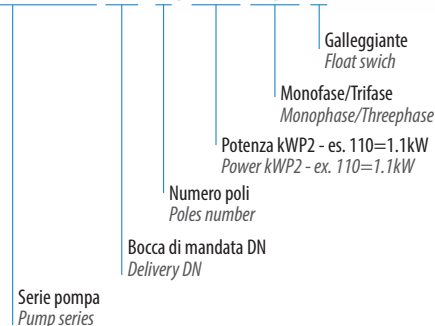 Galleggiante
Float swich
Monofase/Trifase
Monophase/Threephase
Potenza kWP2 - es. 110=1.1kW
Power kWP2 - ex. 110=1.1kW
Numero poli
Poles number
Bocca di mandata DN
Delivery DN
Serie pompa
Pump series